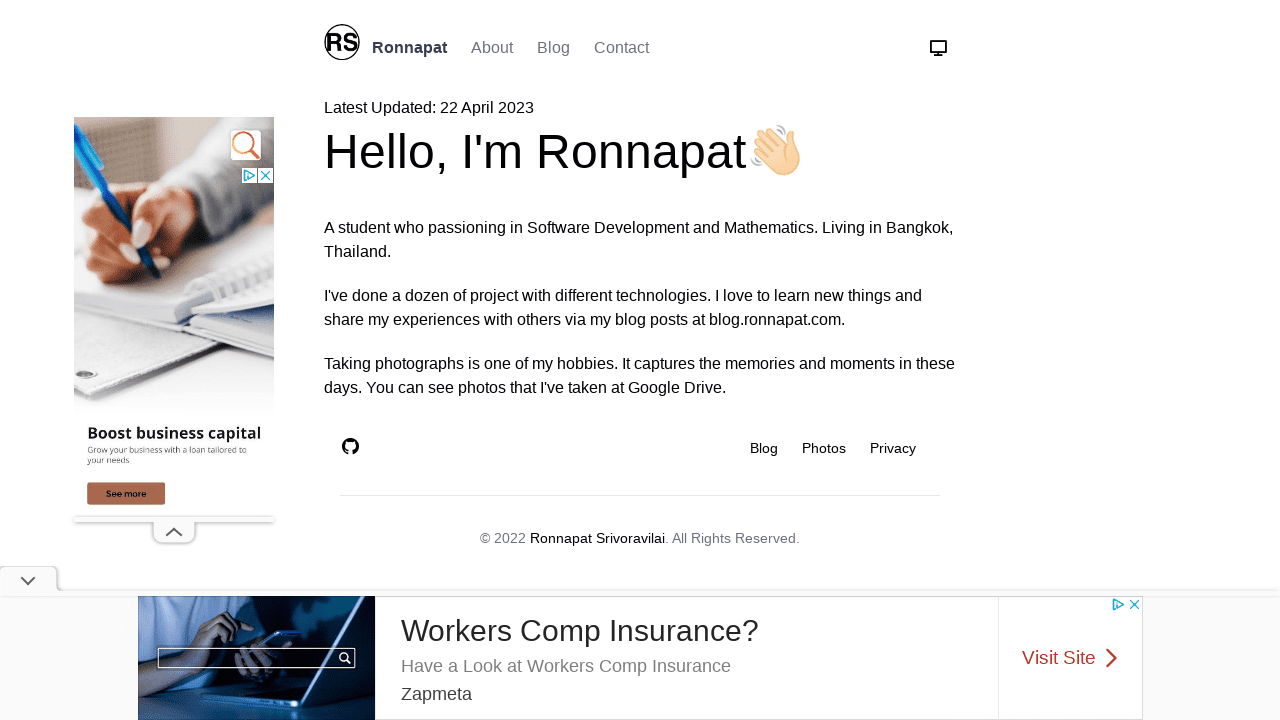 RS
Ronnapat
About
Blog
Contact
Latest Updated: 22 April 2023
Hello, I'm Ronnapat👋
A student who passioning in Software Development and Mathematics. Living in Bangkok,
Thailand.
I've done a dozen of project with different technologies. I love to learn new things and
share my experiences with others via my blog posts at blog.ronnapat.com.
Taking photographs is one of my hobbies. It captures the memories and moments in these
days. You can see photos that I've taken at Google Drive.
Boost business capital
Grow your business with a loan tailored to
your needs.
See more
Blog
Photos
Privacy
© 2022 Ronnapat Srivoravilai. All Rights Reserved.
Workers Comp Insurance?
Have a Look at Workers Comp Insurance
Zapmeta
Visit Site